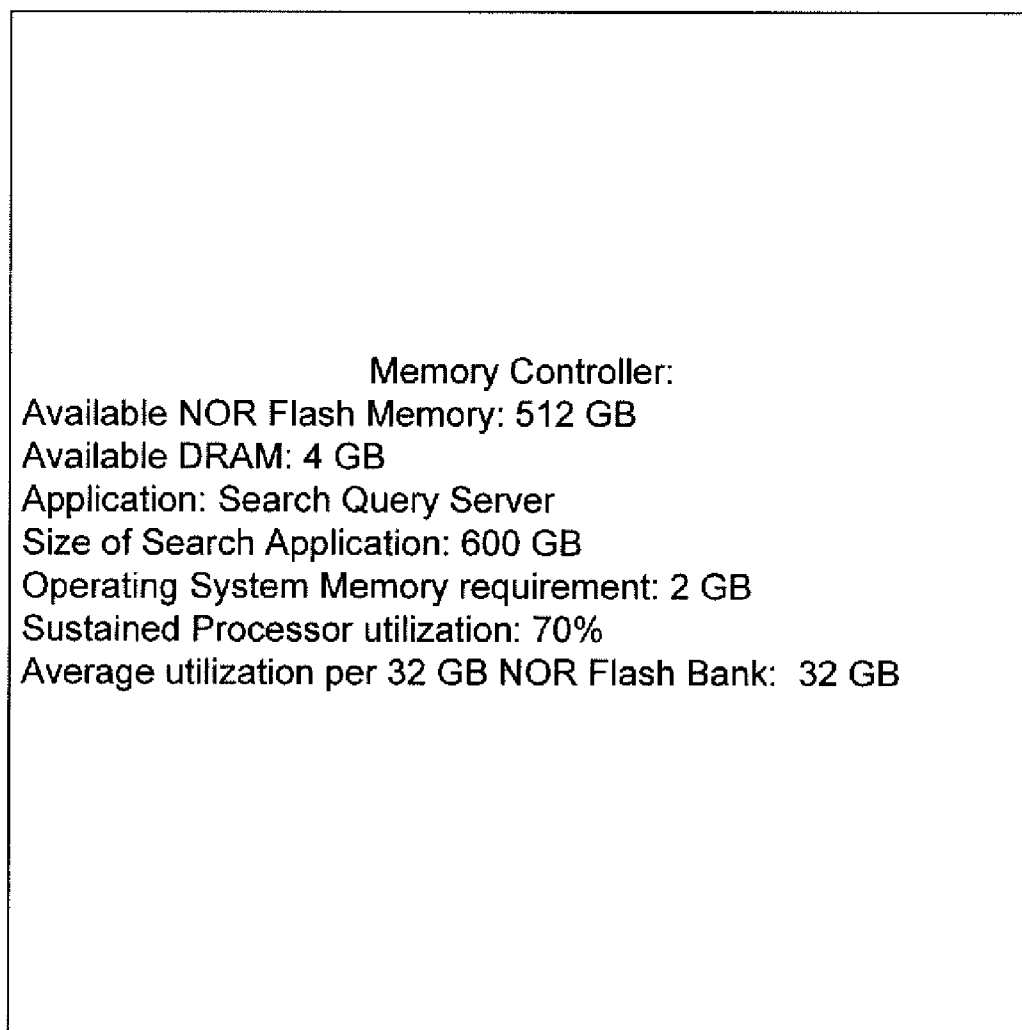 Memory Controller:
Available NOR Flash Memory: 512 GB
Available DRAM: 4 GB
Application: Search Query Server
Size of Search Application: 600 GB
Operating System Memory requirement: 2 GB
Sustained Processor utilization: 70%
Average utilization per 32 GB NOR Flash Bank:  32 GB